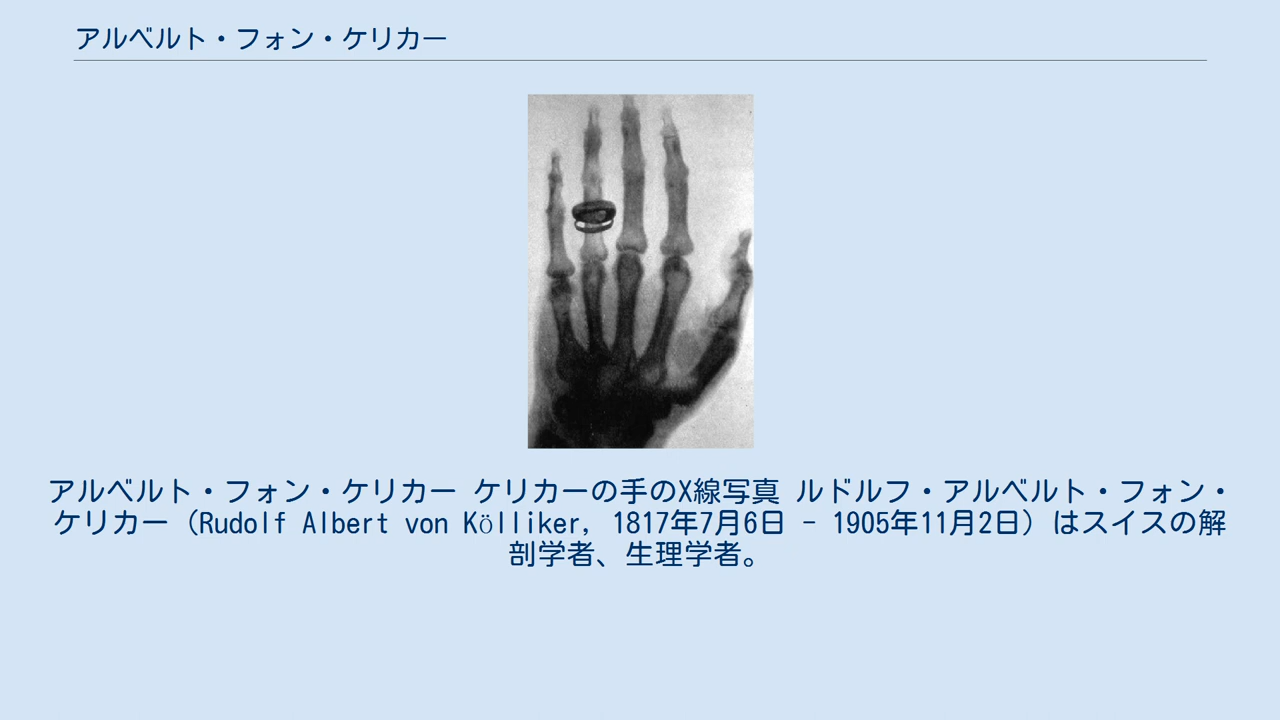 アルベルト・フォン・ケリカー
アルベルト・フォン・ケリカー ケリカーの手のX線写真 ルドルフ・アルベルト・フォン・
ケリカー（Rudolf Albert von Kölliker, 1817年7月6日 - 1905年11月2日）はスイスの解
剖学者、生理学者。